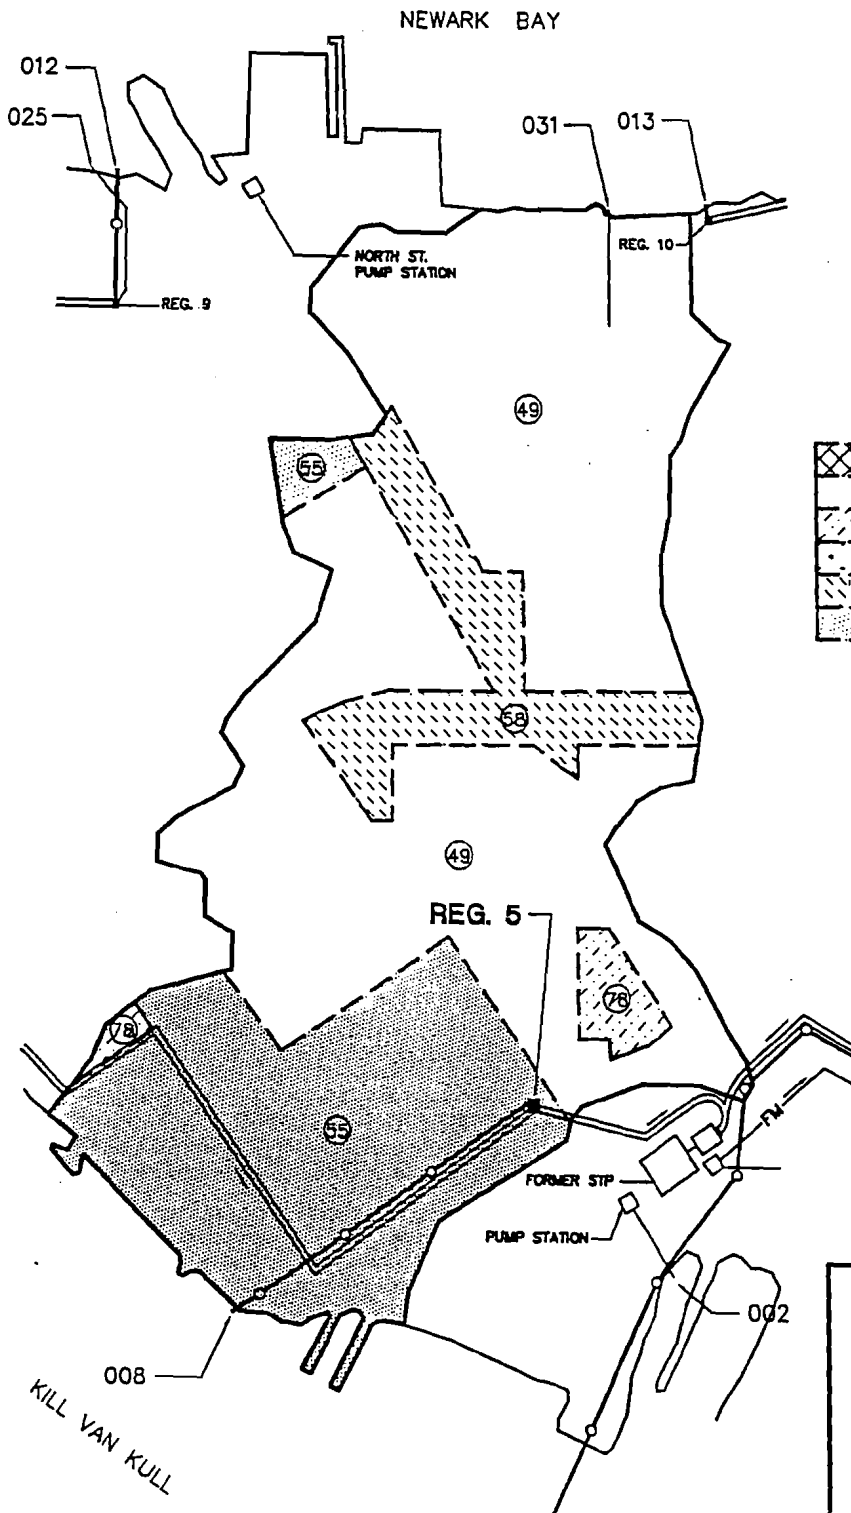 NEWARK BAY
012
025
031
013
REG. 10
NORTH ST.
PUMP STATION
REG. 9
49
55
58
49
REG. 5
78
78
55
FM
FORMER STP
PUMP STATION
002
008
KILL VAN KULL